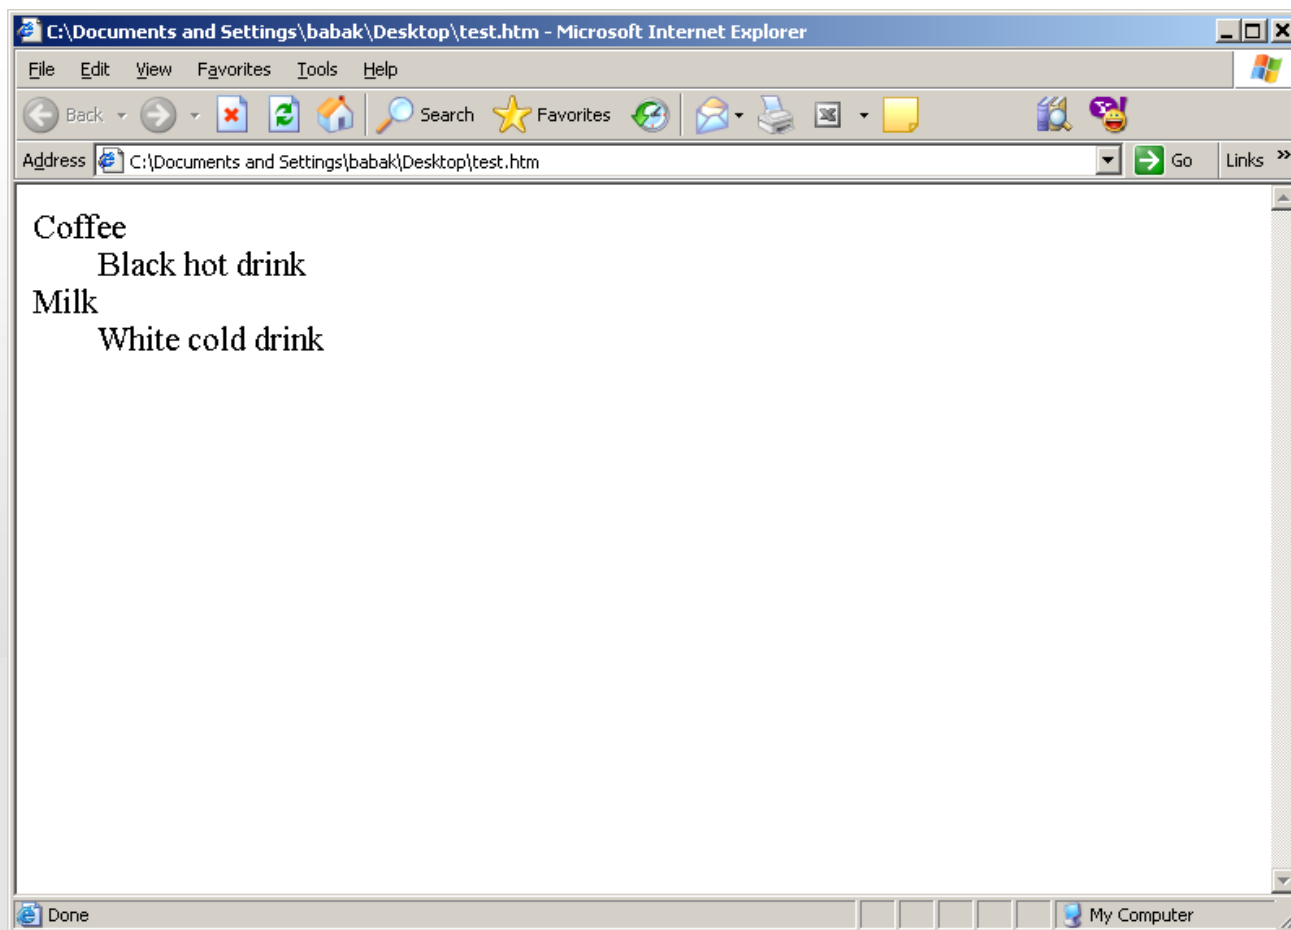 C:\Documents and Settings\babak\Desktop\test.htm - Microsoft Internet Explorer
File Edit View Favorites Tools Help
Back Search Favorites
Address C:\Documents and Settings\babak\Desktop\test.htm Go Links »
Coffee
Black hot drink
Milk
White cold drink
Done My Computer